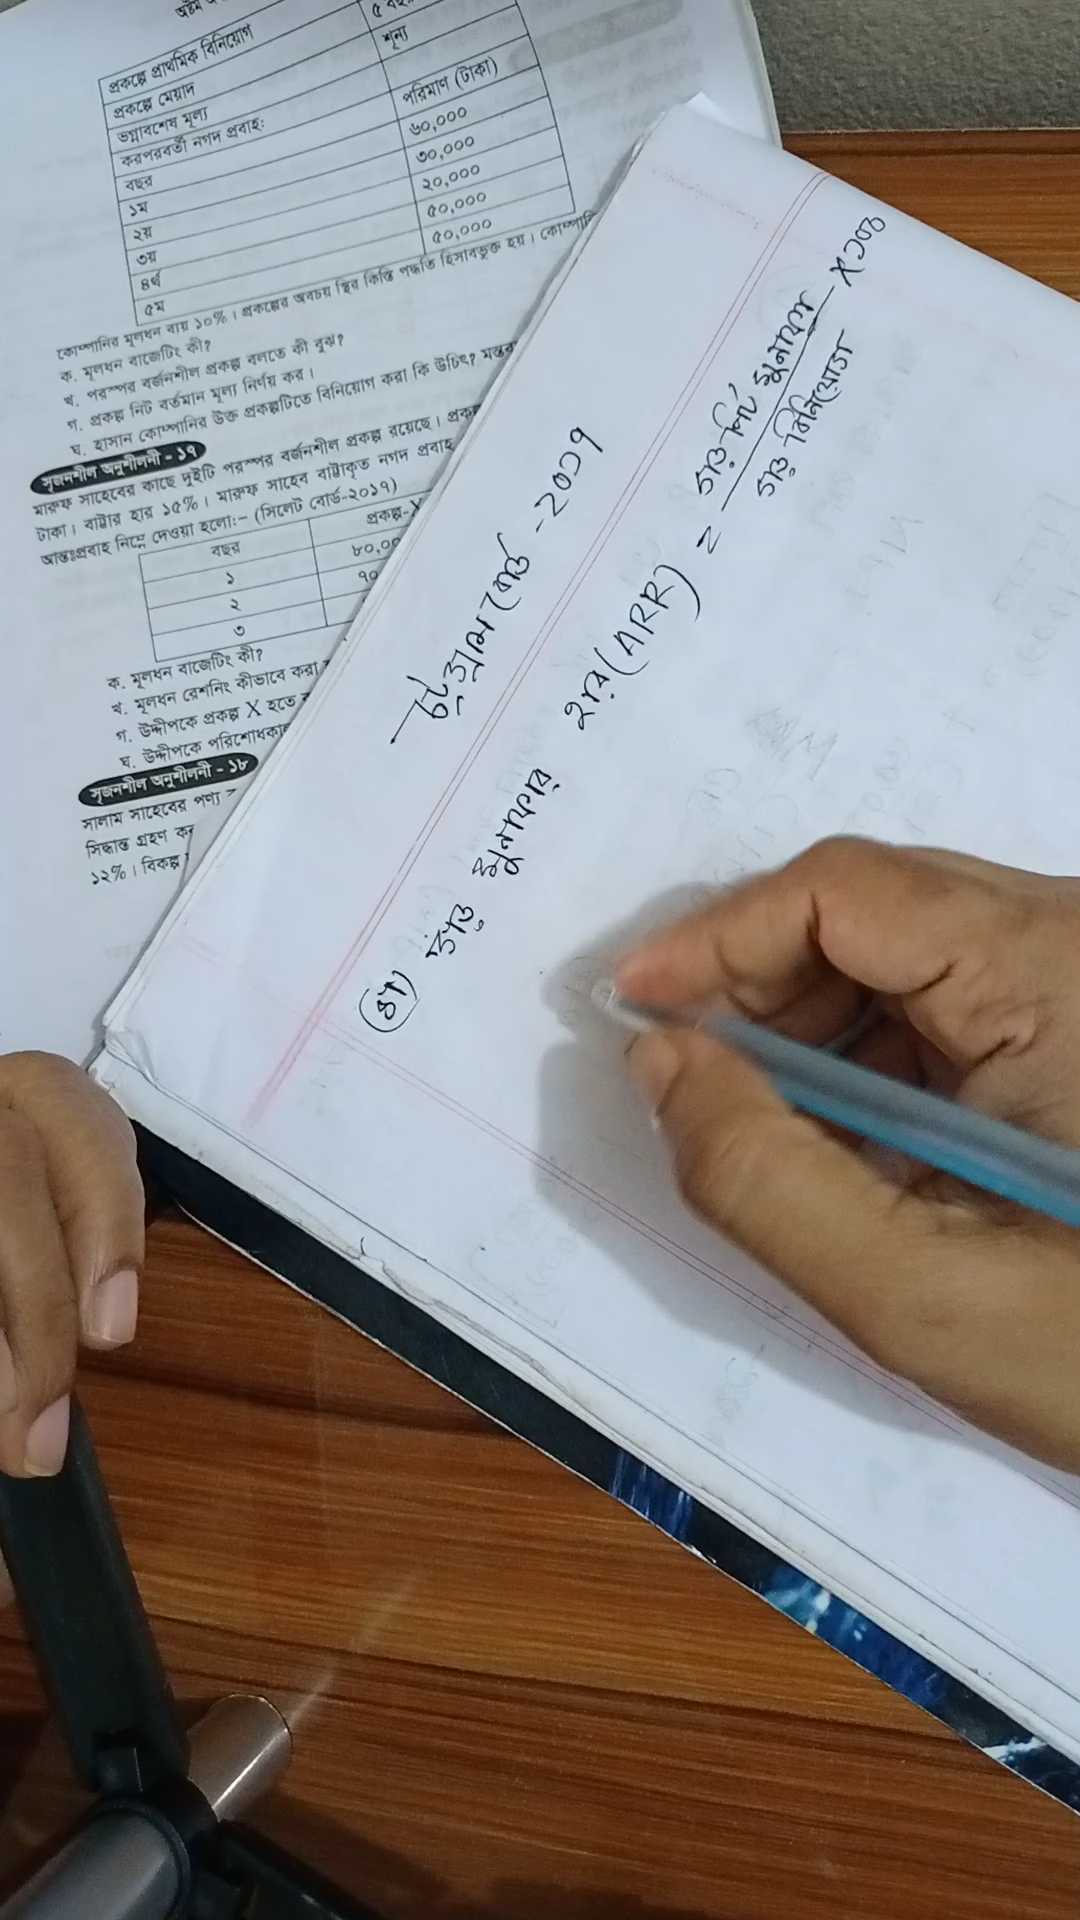 প্রকল্পে প্রাথমিক বিনিয়োগ
প্রকল্পে মেয়াদ ৫
ভগ্নাবশেষ মূল্য শূন্য
করপরবর্তী নগদ প্রবাহঃ
বছর পরিমাণ (টাকা)
১ম ৬০,০০০
২য় ৩০,০০০
৩য় ২০,০০০
৪র্থ ৫০,০০০
৫ম ৫০,০০০
কোম্পানির মূলধন ব্যয় ১০%। প্রকল্পের অবচয় স্থির কিস্তি পদ্ধতি হিসাবভুক্ত হয়।
ক. মূলধন বাজেটিং কী?
খ. পরস্পর বর্জনশীল প্রকল্প বলতে কী বুঝ?
গ. প্রকল্প নিট বর্তমান মূল্য নির্ণয় কর।
ঘ. হাসান কোম্পানির উক্ত প্রকল্পটিতে বিনিয়োগ করা কি উচিৎ?
সৃজনশীল অনুশীলনী - ১৭
মারুফ সাহেবের কাছে দুইটি পরস্পর বর্জনশীল প্রকল্প রয়েছে।
টাকা। বাট্টার হার ১৫%। মারুফ সাহেব বাট্টাকৃত নগদ প্রবাহ
আন্তঃপ্রবাহ নিম্নে দেওয়া হলো:– (সিলেট বোর্ড-২০১৭)
বছর প্রকল্প-X
১ ৮০,০০
২ ৭০
৩
ক. মূলধন বাজেটিং কী?
খ. মূলধন রেশনিং কীভাবে করা
গ. উদ্দীপকে প্রকল্প X হতে
ঘ. উদ্দীপকে
সৃজনশীল অনুশীলনী - ১৮
সালাম সাহেবের পণ্য
সিদ্ধান্ত গ্রহণ কর
১২%। বিকল্প
চট্টগ্রাম বোর্ড - ২০১৭
(গ) গড় মুনাফার হার (ARR) = গড় নিট মুনাফা × ১০০
গড় বিনিয়োগ